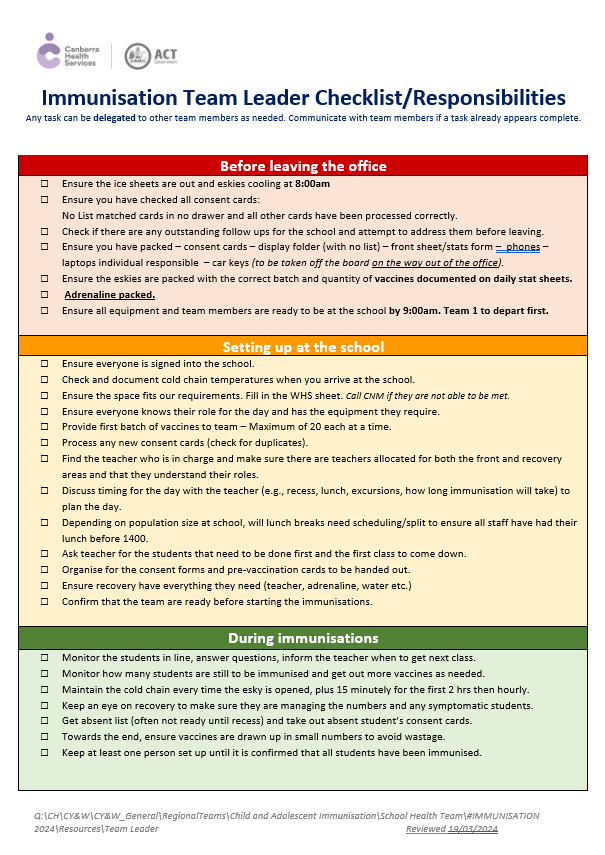 Canberra
Health
Services
ACT
Immunisation Team Leader Checklist/Responsibilities
Any task can be delegated to other team members as needed. Communicate with team members if a task already appears complete.
Before leaving the office
☐ Ensure the ice sheets are out and eskies cooling at 8:00am
☐ Ensure you have checked all consent cards:
No List matched cards in no drawer and all other cards have been processed correctly.
☐ Check if there are any outstanding follow ups for the school and attempt to address them before leaving.
☐ Ensure you have packed – consent cards – display folder (with no list) – front sheet/stats form – phones –
laptops individual responsible – car keys (to be taken off the board on the way out of the office).
☐ Ensure the eskies are packed with the correct batch and quantity of vaccines documented on daily stat sheets.
☐ Adrenaline packed.
☐ Ensure all equipment and team members are ready to be at the school by 9:00am. Team 1 to depart first.
Setting up at the school
☐ Ensure everyone is signed into the school.
☐ Check and document cold chain temperatures when you arrive at the school.
☐ Ensure the space fits our requirements. Fill in the WHS sheet. Call CNM if they are not able to be met.
☐ Ensure everyone knows their role for the day and has the equipment they require.
☐ Provide first batch of vaccines to team – Maximum of 20 each at a time.
☐ Process any new consent cards (check for duplicates).
☐ Find the teacher who is in charge and make sure there are teachers allocated for both the front and recovery
areas and that they understand their roles.
☐ Discuss timing for the day with the teacher (e.g., recess, lunch, excursions, how long immunisation will take) to
plan the day.
☐ Depending on population size at school, will lunch breaks need scheduling/split to ensure all staff have had their
lunch before 1400.
☐ Ask teacher for the students that need to be done first and the first class to come down.
☐ Organise for the consent forms and pre-vaccination cards to be handed out.
☐ Ensure recovery have everything they need (teacher, adrenaline, water etc.)
☐ Confirm that the team are ready before starting the immunisations.
During immunisations
☐ Monitor the students in line, answer questions, inform the teacher when to get next class.
☐ Monitor how many students are still to be immunised and get out more vaccines as needed.
☐ Maintain the cold chain every time the esky is opened, plus 15 minutely for the first 2 hrs then hourly.
☐ Keep an eye on recovery to make sure they are managing the numbers and any symptomatic students.
☐ Get absent list (often not ready until recess) and take out absent student's consent cards.
☐ Towards the end, ensure vaccines are drawn up in small numbers to avoid wastage.
☐ Keep at least one person set up until it is confirmed that all students have been immunised.
Q:\CH\CY&W\CY&W_General\RegionalTeams\Child and Adolescent Immunisation\School Health Team\#IMMUNISATION
2024\Resources\Team Leader Reviewed 19/03/2024